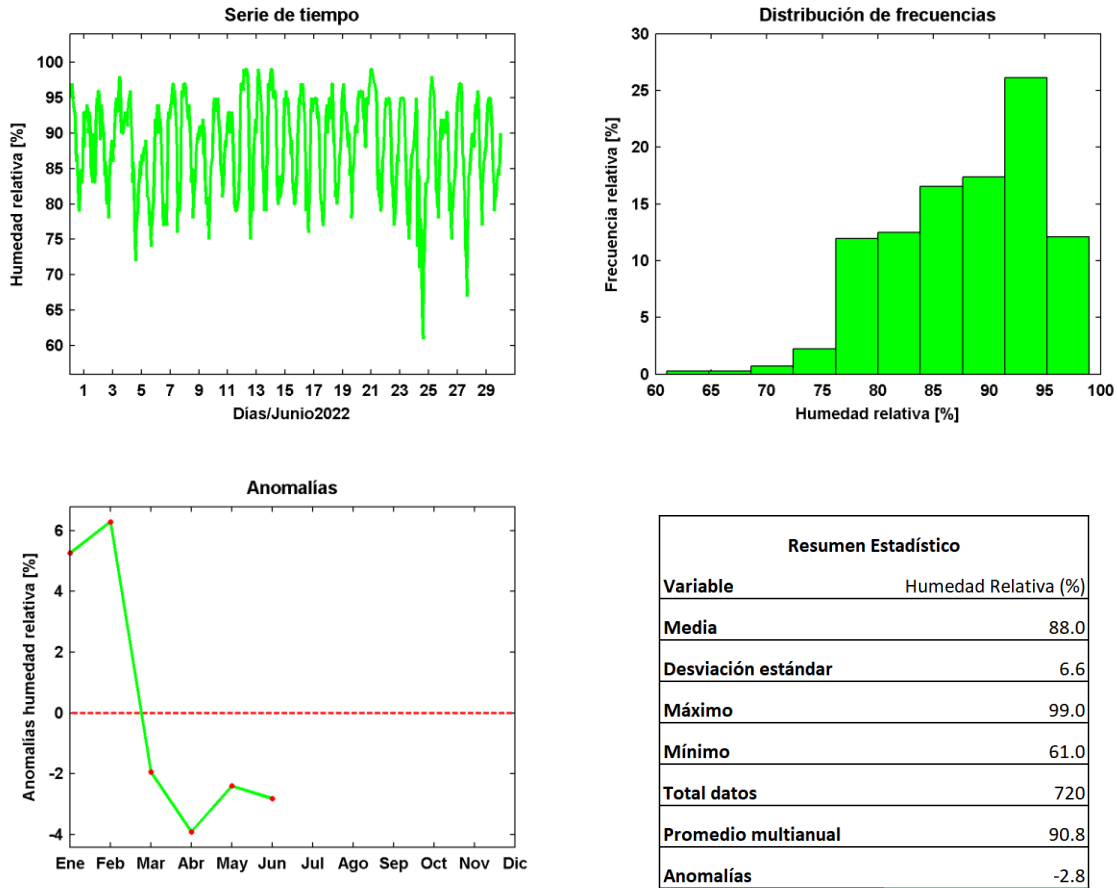 Serie de tiempo
Humedad relativa [%]
100
95
90
85
80
75
70
65
60
1 3 5 7 9 11 13 15 17 19 21 23 25 27 29
Días/Junio2022
Distribución de frecuencias
Frecuencia relativa [%]
30
25
20
15
10
5
0
60 65 70 75 80 85 90 95 100
Humedad relativa [%]
Anomalías
Anomalías humedad relativa [%]
6
4
2
0
-2
-4
Ene Feb Mar Abr May Jun Jul Ago Sep Oct Nov Dic
Resumen Estadístico
Variable Humedad Relativa (%)
Media 88.0
Desviación estándar 6.6
Máximo 99.0
Mínimo 61.0
Total datos 720
Promedio multianual 90.8
Anomalías -2.8